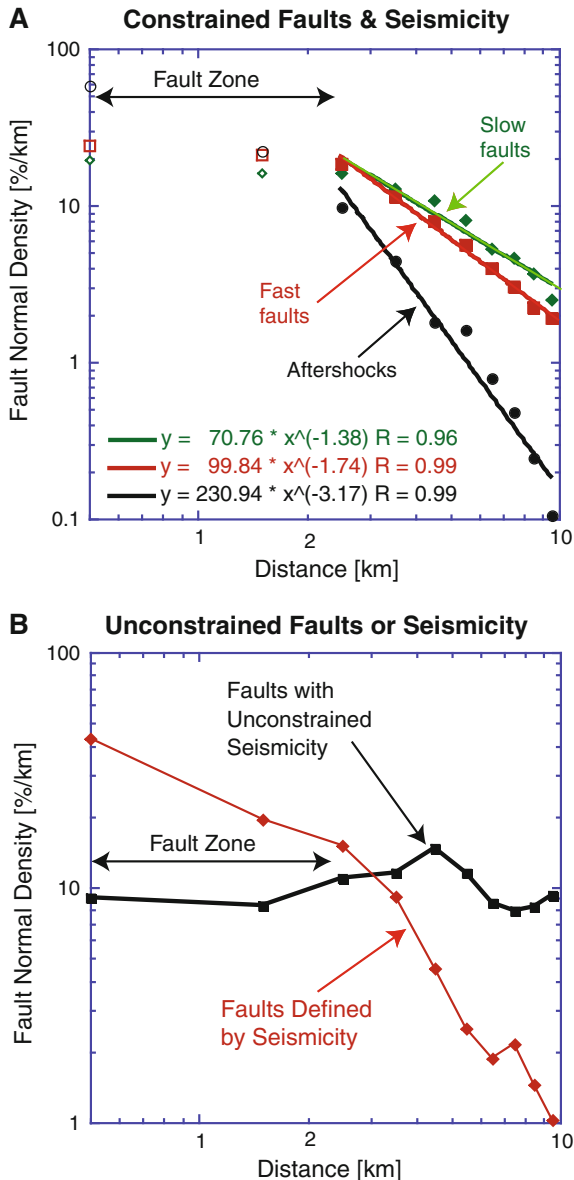 A Constrained Faults & Seismicity
100
Fault Zone
Slow
faults
10
Fault Normal Density [%/km]
Fast
faults
1
Aftershocks
y = 70.76 * x^(-1.38) R = 0.96
y = 99.84 * x^(-1.74) R = 0.99
y = 230.94 * x^(-3.17) R = 0.99
0.1
1 2 10
Distance [km]
B Unconstrained Faults or Seismicity
100
Faults with
Unconstrained
Seismicity
Fault Zone
10
Fault Normal Density [%/km]
Faults Defined
by Seismicity
1
1 2 10
Distance [km]